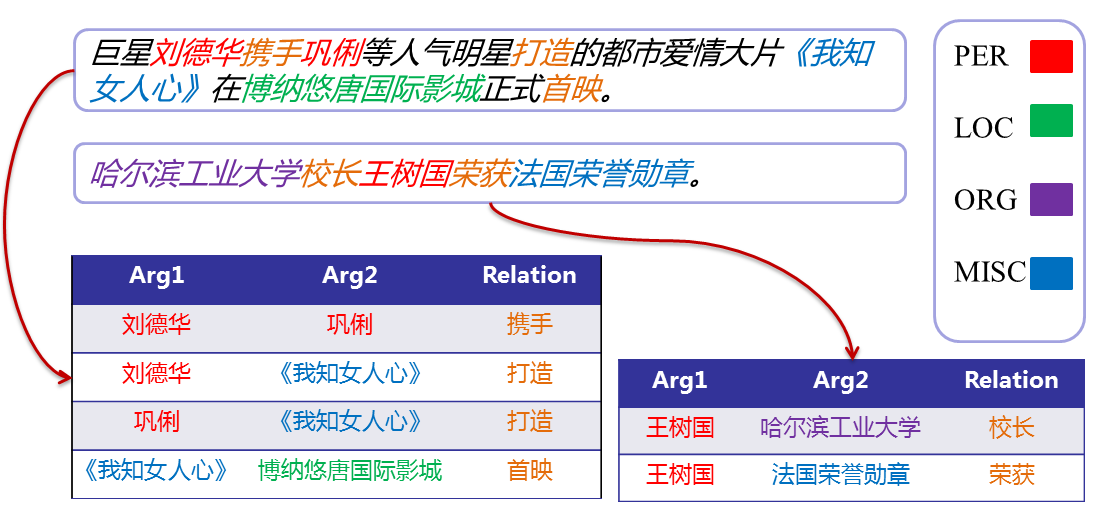 巨星刘德华携手巩俐等人气明星打造的都市爱情大片《我知
女人心》在博纳悠唐国际影城正式首映。
哈尔滨工业大学校长王树国荣获法国荣誉勋章。
PER
LOC
ORG
MISC
Arg1 Arg2 Relation
刘德华 巩俐 携手
刘德华 《我知女人心》 打造
巩俐 《我知女人心》 打造
《我知女人心》 博纳悠唐国际影城 首映
Arg1 Arg2 Relation
王树国 哈尔滨工业大学 校长
王树国 法国荣誉勋章 荣获